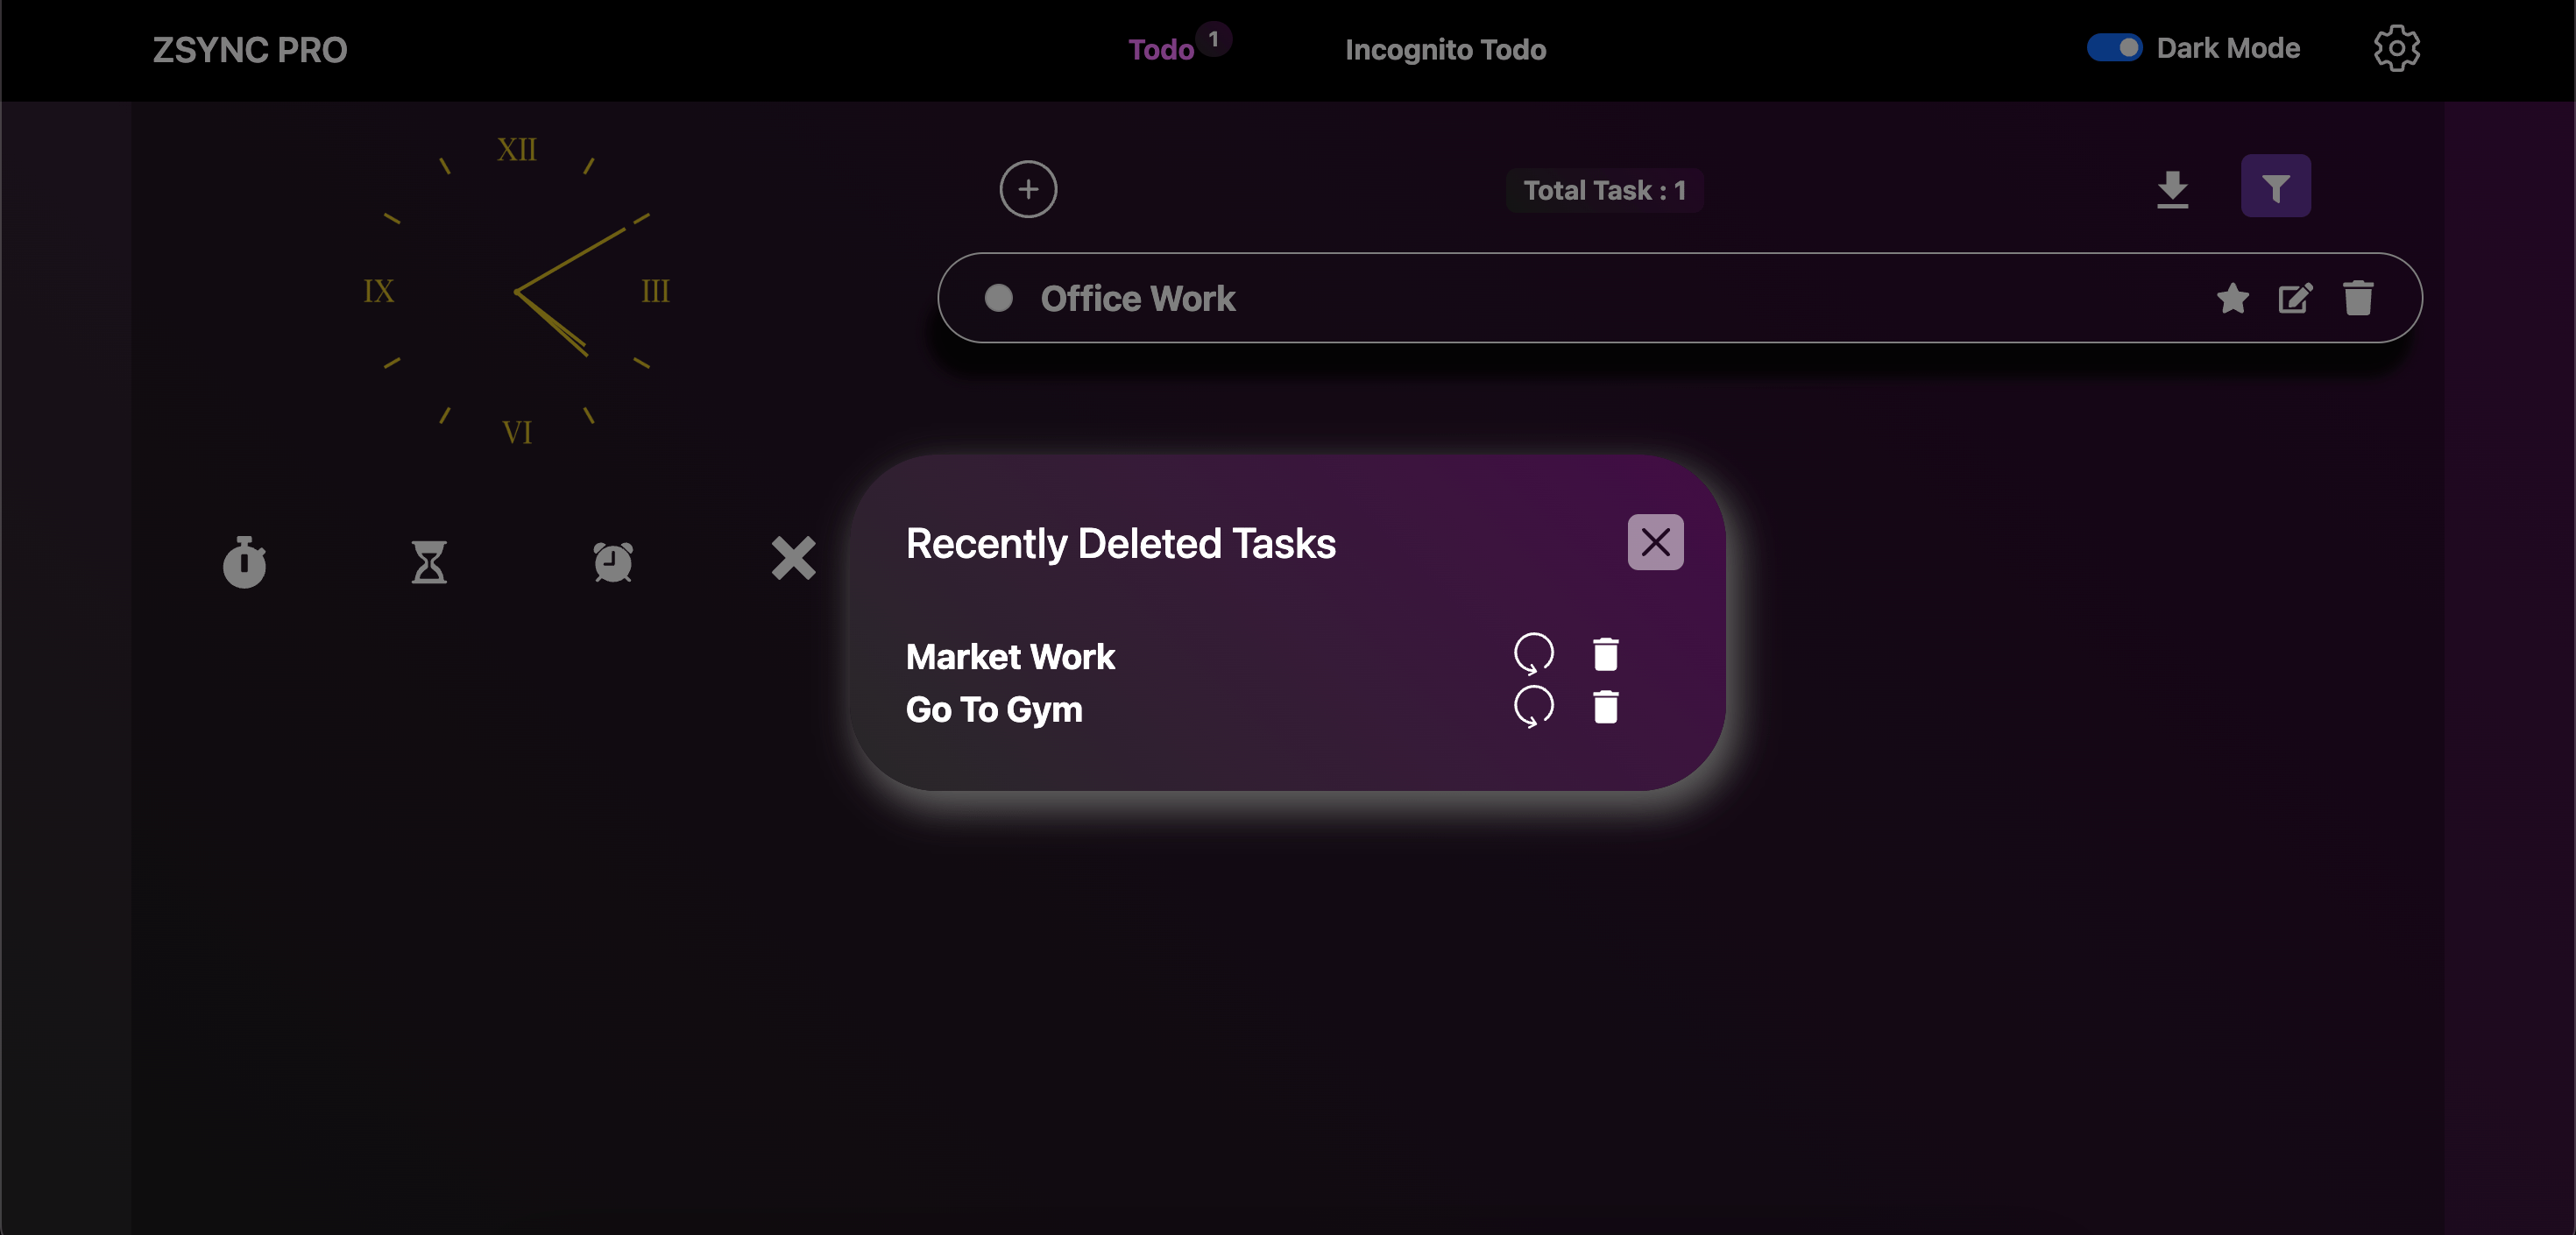 ZSYNC PRO
Todo 1
Incognito Todo
Dark Mode
XII
III
VI
IX
Total Task : 1
Office Work
Recently Deleted Tasks
Market Work
Go To Gym